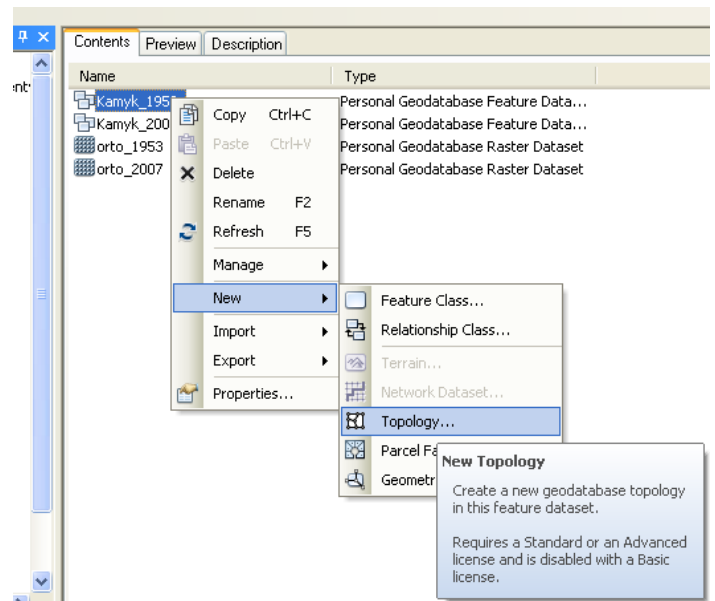 Contents Preview Description
Name Type
Kamyk_195 Personal Geodatabase Feature Data...
Kamyk_200 Personal Geodatabase Feature Data...
orto_1953 Personal Geodatabase Raster Dataset
orto_2007 Personal Geodatabase Raster Dataset
Copy Ctrl+C
Paste Ctrl+V
Delete
Rename F2
Refresh F5
Manage
New
Import
Export
Properties...
Feature Class...
Relationship Class...
Terrain...
Network Dataset...
Topology...
Parcel Fa
Geometr
New Topology
Create a new geodatabase topology
in this feature dataset.
Requires a Standard or an Advanced
license and is disabled with a Basic
license.